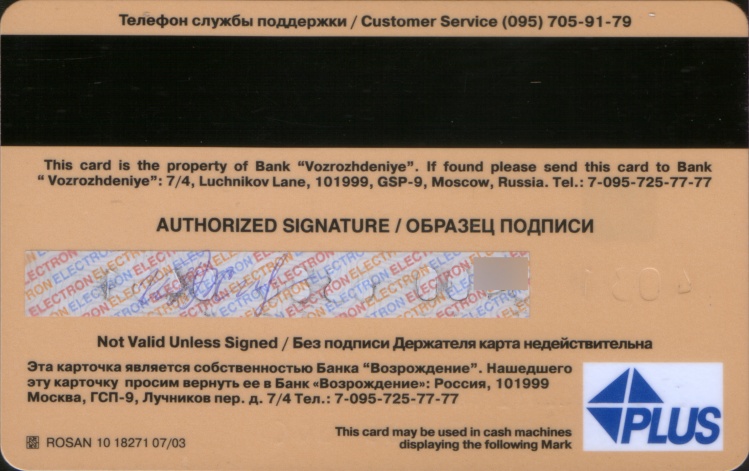 Телефон службы поддержки / Customer Service (095) 705-91-79
This card is the property of Bank "Vozrozhdeniye". If found please send this card to Bank
"Vozrozhdeniye": 7/4, Luchnikov Lane, 101999, GSP-9, Moscow, Russia. Tel.: 7-095-725-77-77
AUTHORIZED SIGNATURE / ОБРАЗЕЦ ПОДПИСИ
ELECTRON ELECTRON ELECTRON ELECTRON
Not Valid Unless Signed / Без подписи Держателя карта недействительна
Эта карточка является собственностью Банка "Возрождение". Нашедшего
эту карточку просим вернуть ее в Банк «Возрождение»: Россия, 101999
Москва, ГСП-9, Лучников пер. д. 7/4 Тел.: 7-095-725-77-77
PLUS
ROSAN 10 18271 07/03
This card may be used in cash machines
displaying the following Mark